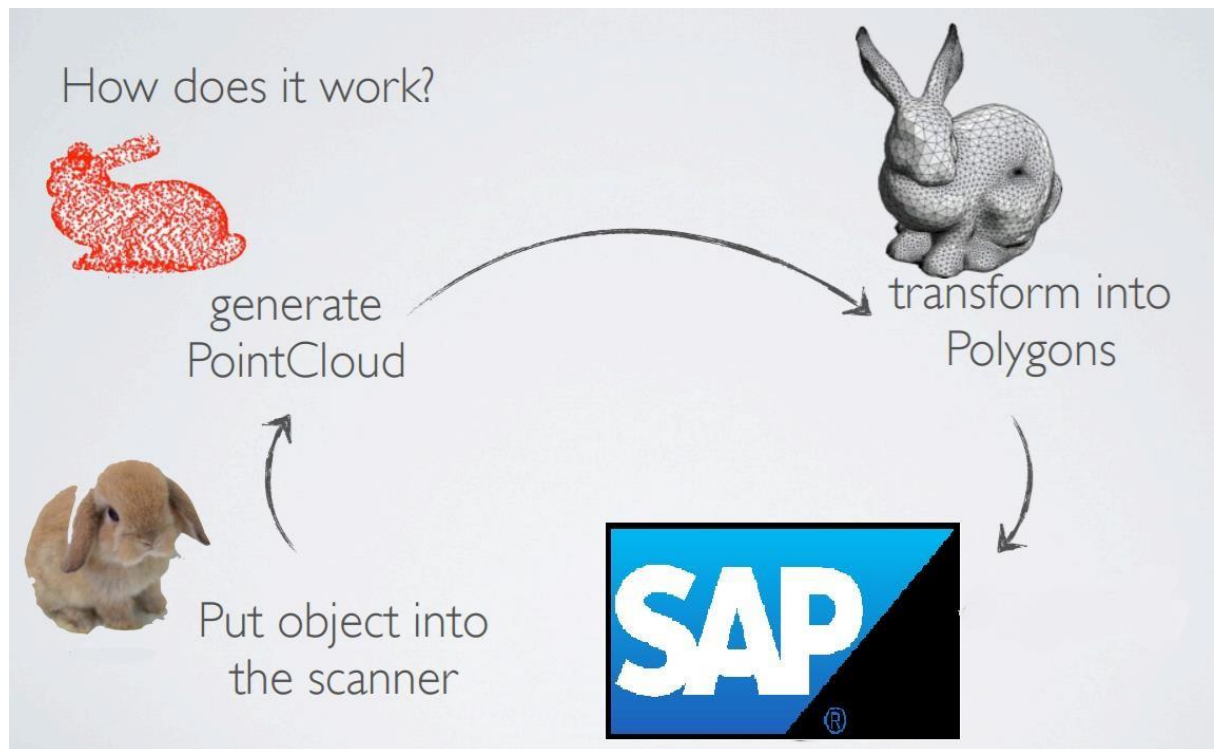 How does it work?
generate
PointCloud
transform into
Polygons
Put object into
the scanner
SAP
®